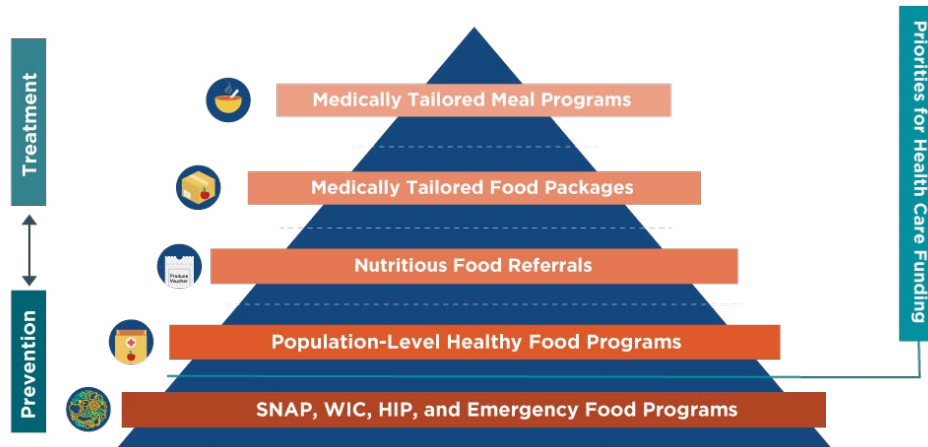 Treatment
Prevention
Medically Tailored Meal Programs
Medically Tailored Food Packages
Produce
Voucher
Nutritious Food Referrals
Population-Level Healthy Food Programs
SNAP, WIC, HIP, and Emergency Food Programs
Priorities for Health Care Funding